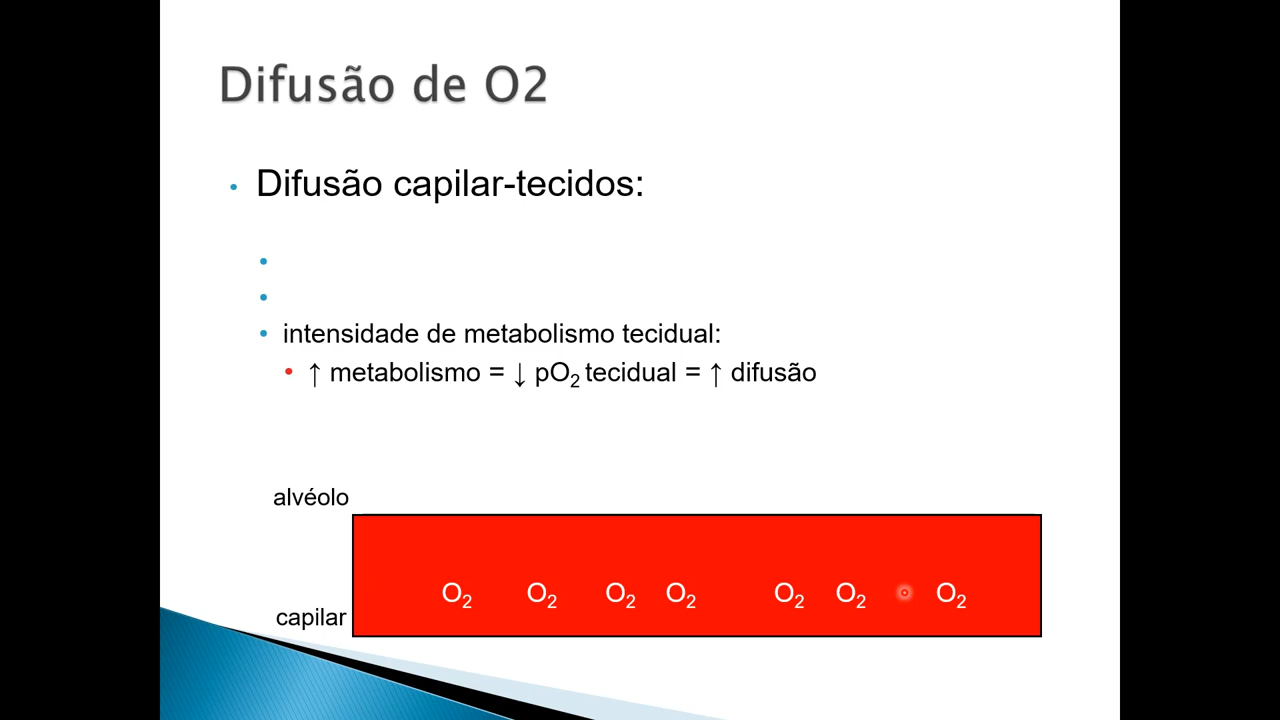 Difusão de O2
• Difusão capilar-tecidos:
•
•
• intensidade de metabolismo tecidual:
• ↑ metabolismo = ↓ pO₂ tecidual = ↑ difusão
alvéolo
O₂ O₂ O₂ O₂ O₂ O₂ O₂
capilar